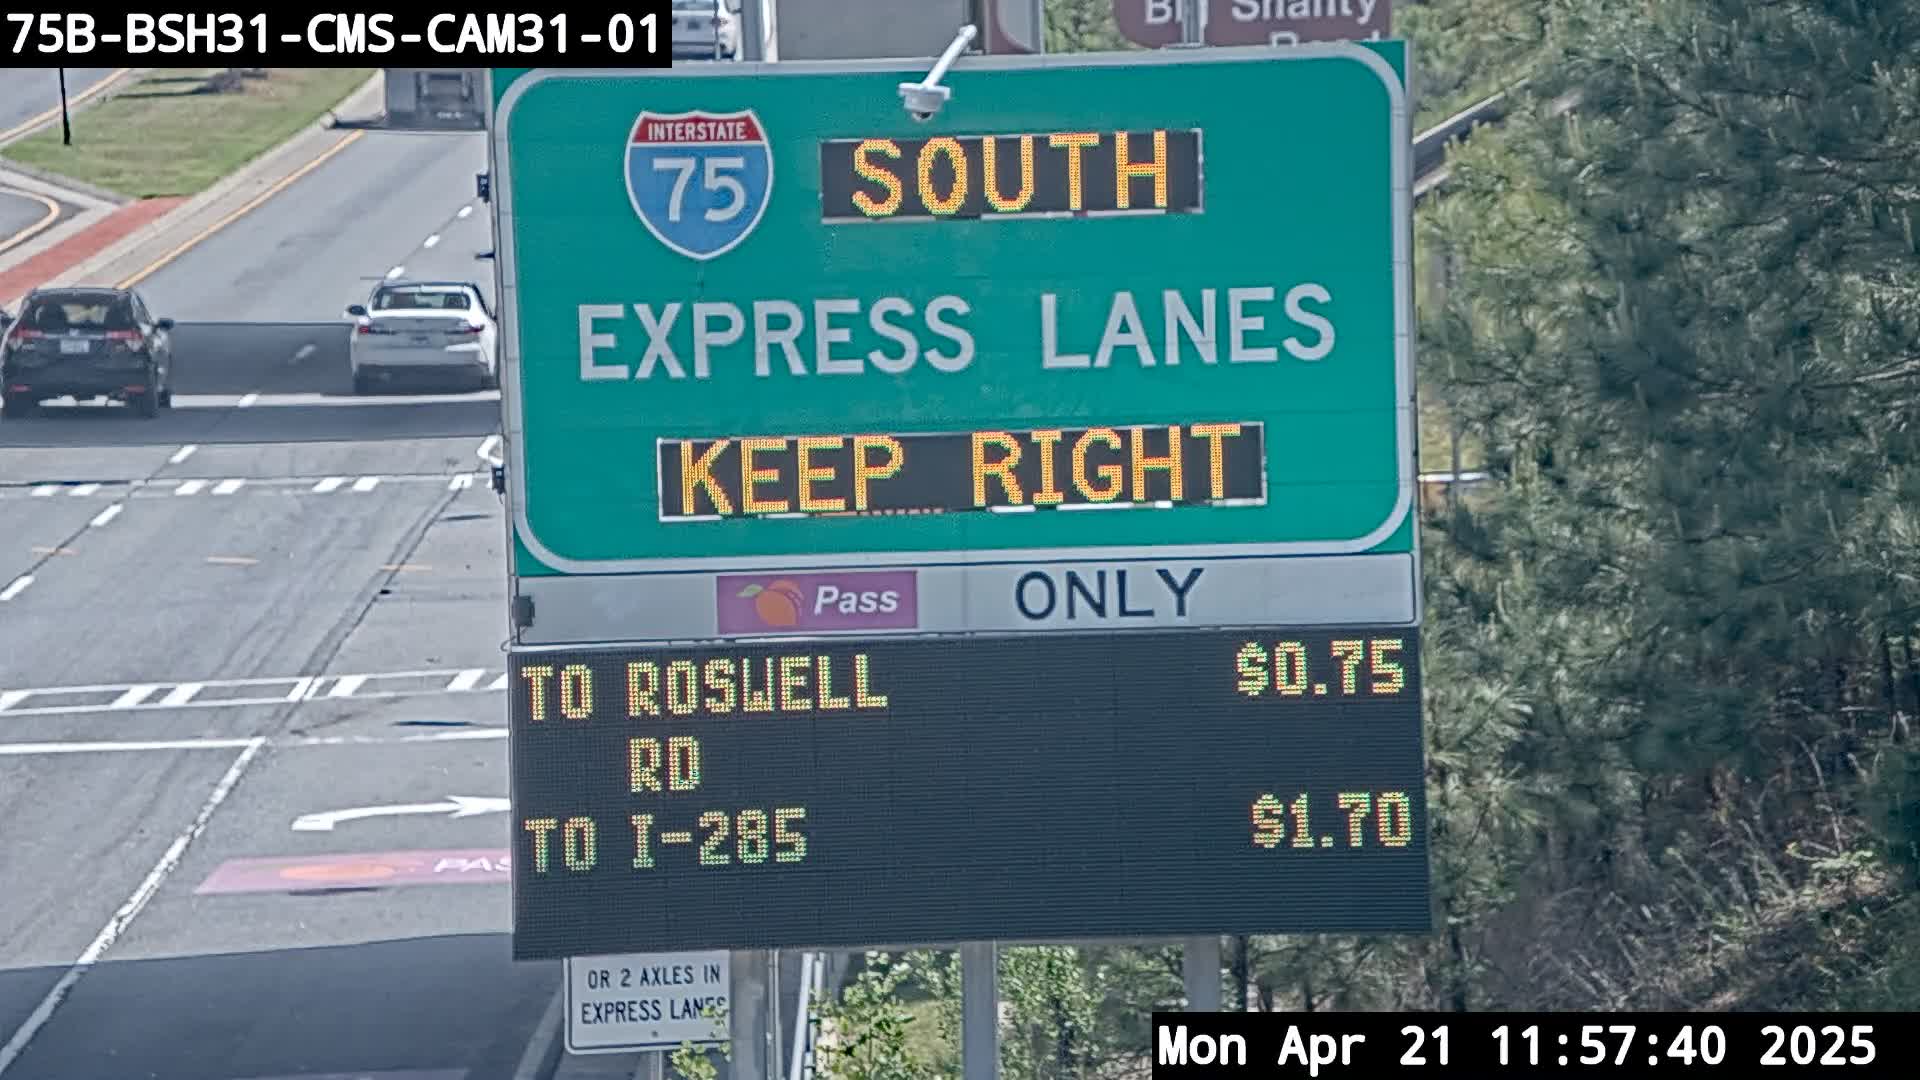 75B-BSH31-CMS-CAM31-01
Shanty
INTERSTATE
75
SOUTH
EXPRESS LANES
KEEP RIGHT
Pass ONLY
TO ROSWELL $0.75
RD
TO I-285 $1.70
OR 2 AXLES IN
EXPRESS LANES
Mon Apr 21 11:57:40 2025